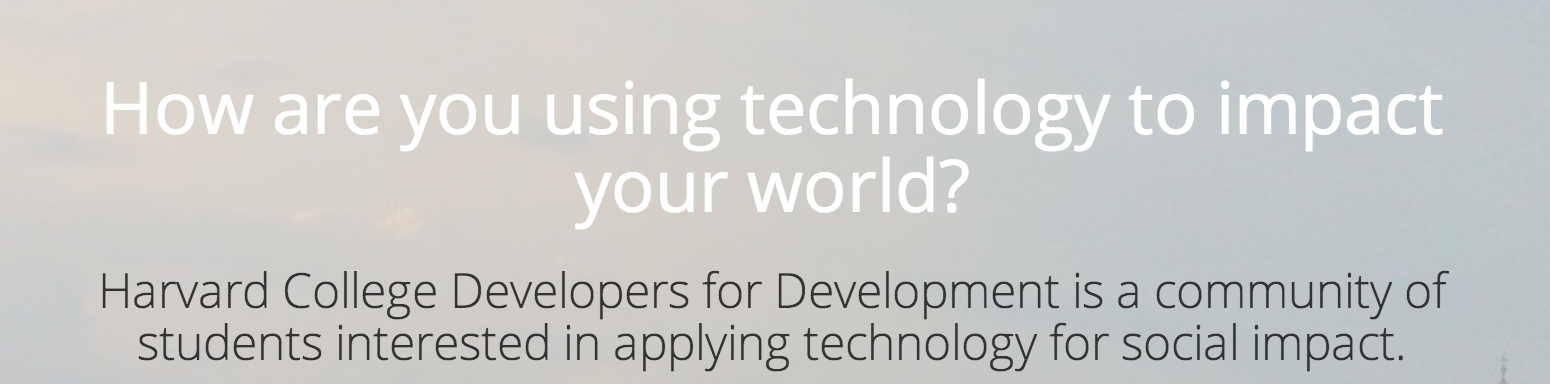 How are you using technology to impact
your world?
Harvard College Developers for Development is a community of
students interested in applying technology for social impact.